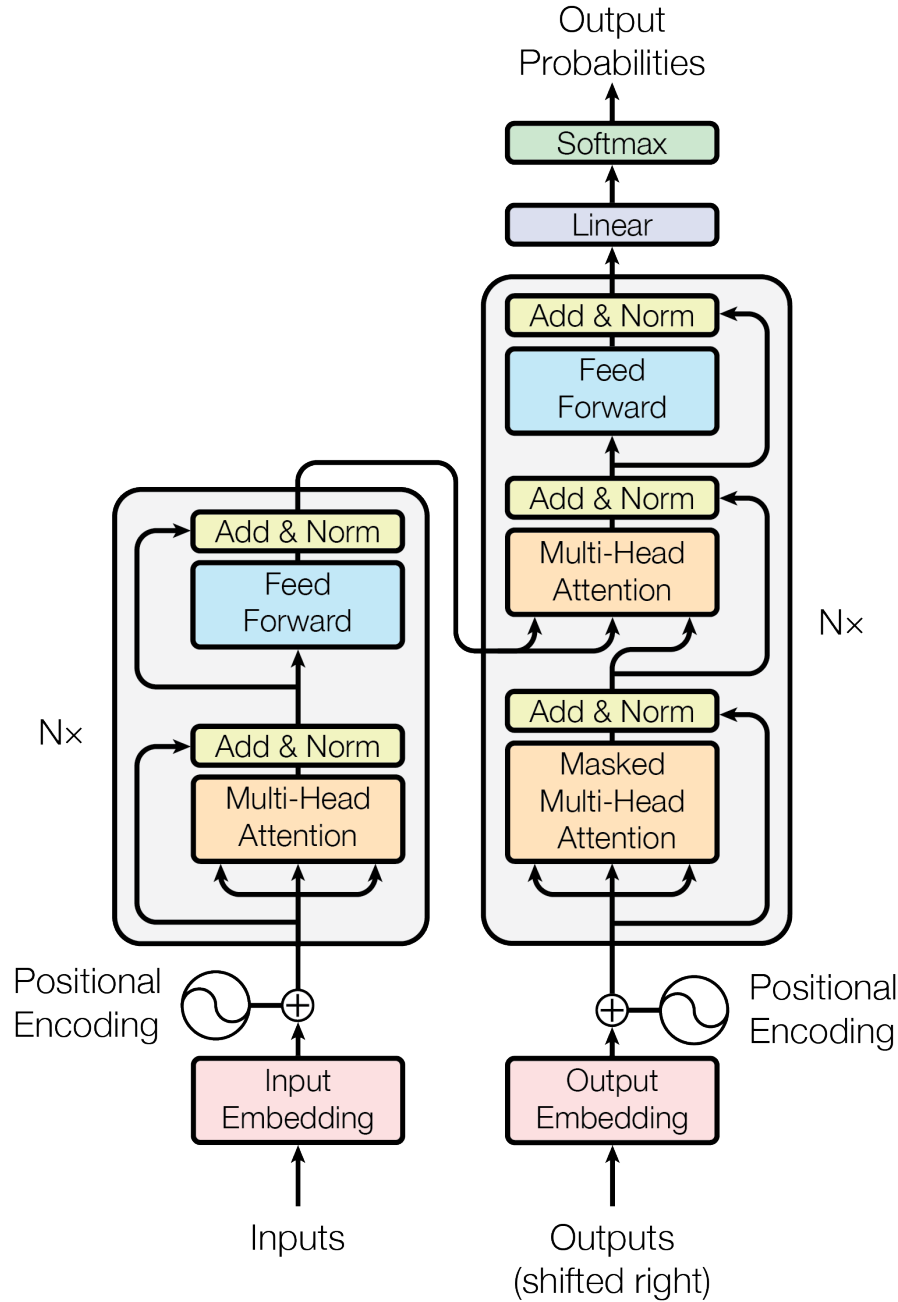 Output
Probabilities
Softmax
Linear
Add & Norm
Feed
Forward
Add & Norm
Multi-Head
Attention
Add & Norm
Masked
Multi-Head
Attention
N×
Add & Norm
Feed
Forward
Add & Norm
Multi-Head
Attention
N×
Positional
Encoding
Positional
Encoding
Input
Embedding
Output
Embedding
Inputs
Outputs
(shifted right)